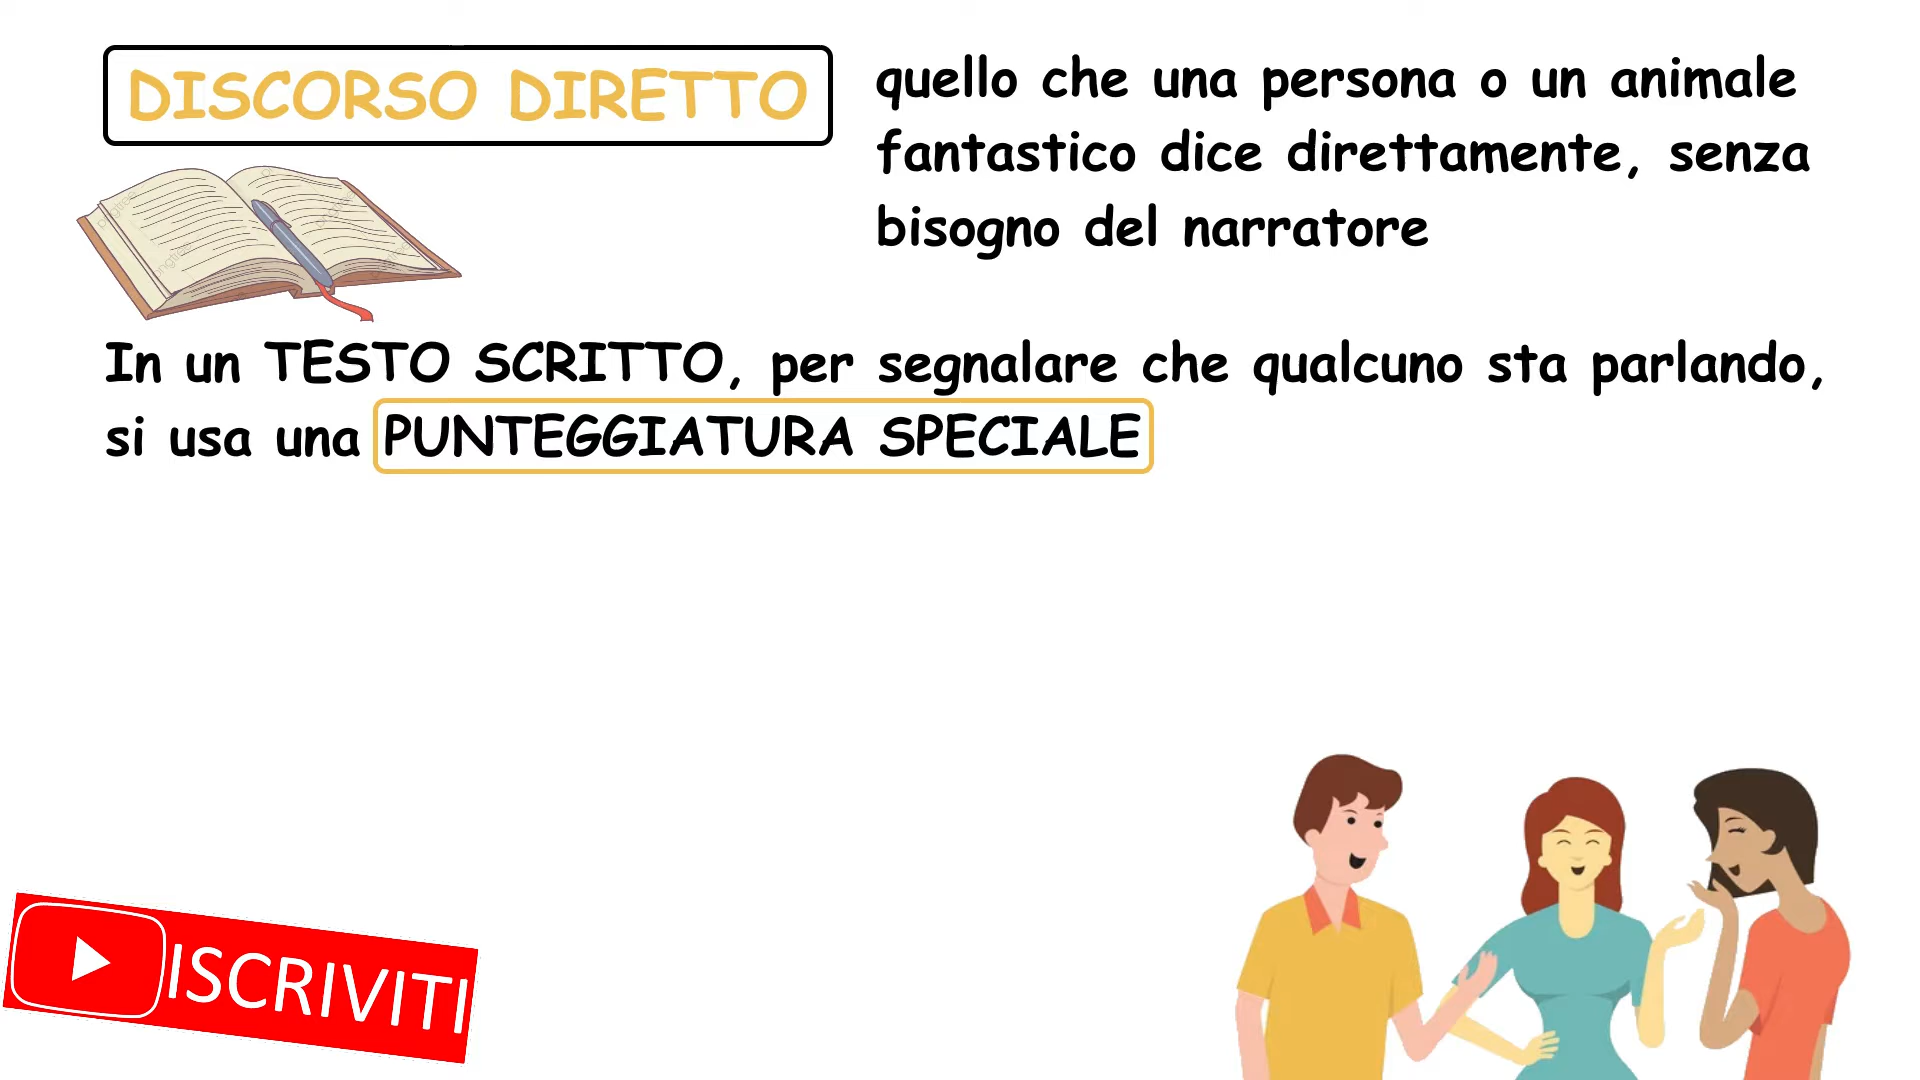 DISCORSO DIRETTO
quello che una persona o un animale
fantastico dice direttamente, senza
bisogno del narratore
In un TESTO SCRITTO, per segnalare che qualcuno sta parlando,
si usa una PUNTEGGIATURA SPECIALE
ISCRIVITI